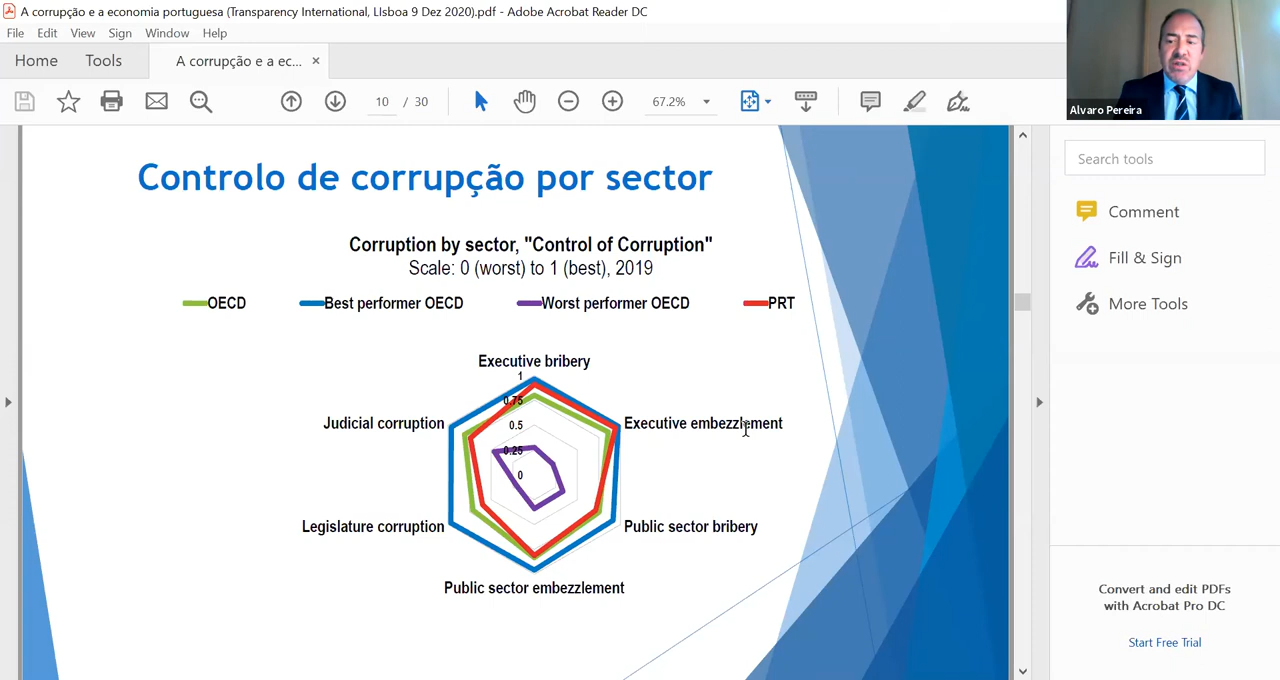 A corrupção e a economia portuguesa (Transparency International, LIsboa 9 Dez 2020).pdf - Adobe Acrobat Reader DC
File Edit View Sign Window Help
Home Tools A corrupção e a ec... ×
10 / 30 67.2%
Alvaro Pereira
Controlo de corrupção por sector
Corruption by sector, "Control of Corruption"
Scale: 0 (worst) to 1 (best), 2019
OECD Best performer OECD Worst performer OECD PRT
Executive bribery
1
0.75
0.5
0.25
0
Judicial corruption
Executive embezzlement
Legislature corruption
Public sector bribery
Public sector embezzlement
Search tools
Comment
Fill & Sign
More Tools
Convert and edit PDFs
with Acrobat Pro DC
Start Free Trial